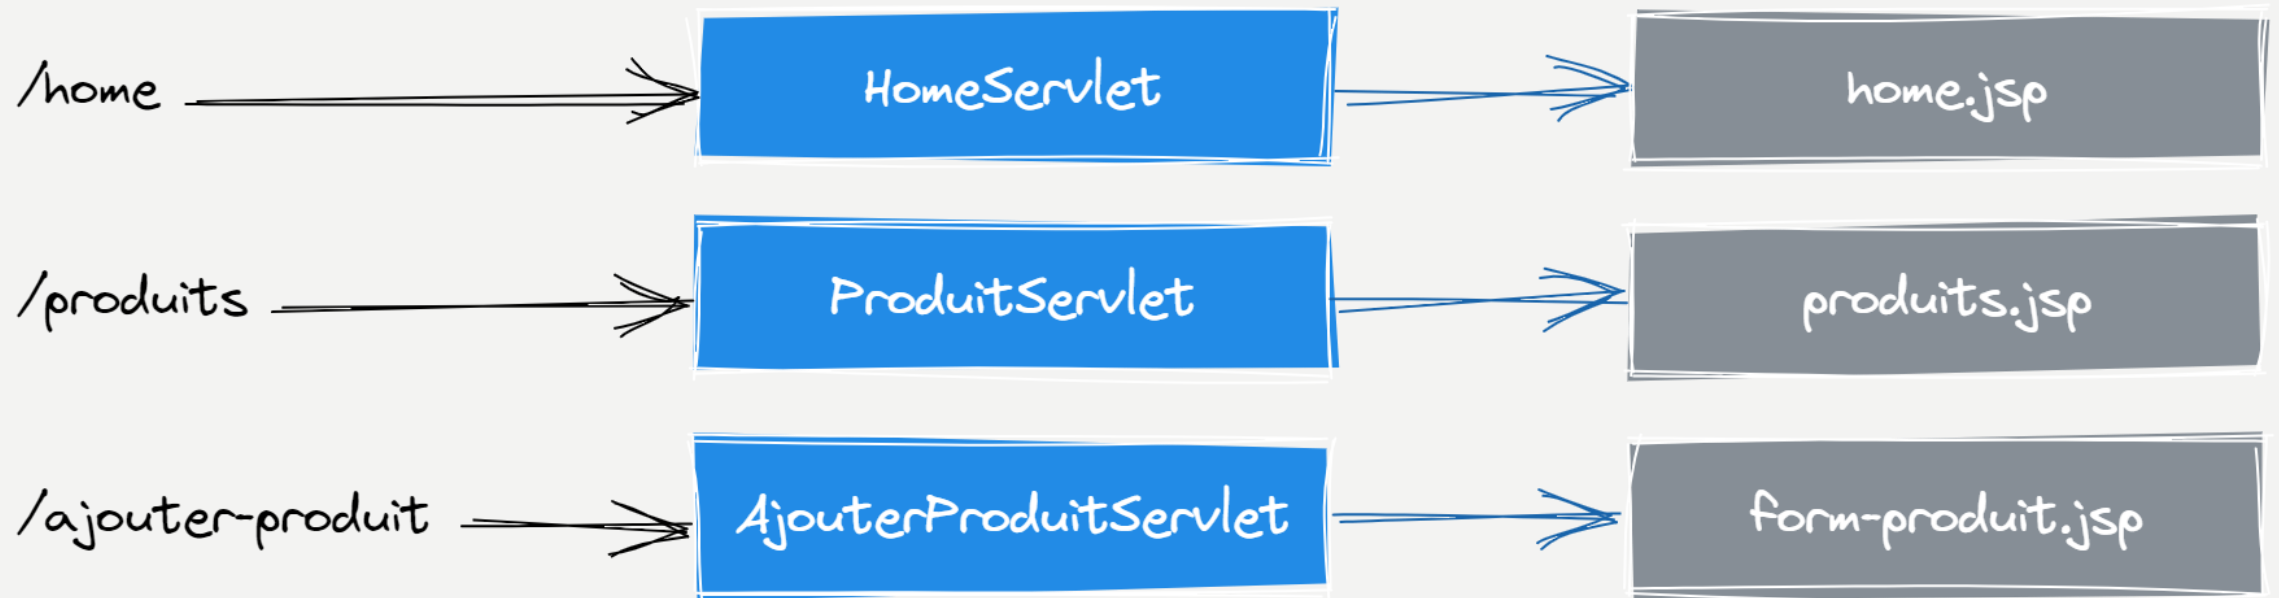 /home HomeServlet home.jsp
/produits ProduitServlet produits.jsp
/ajouter-produit AjouterProduitServlet form-produit.jsp